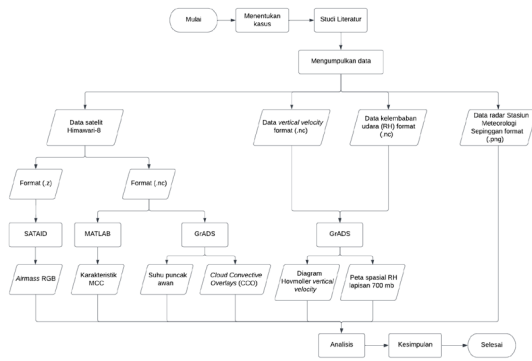 Mulai
Menentukan
kasus
Studi Literatur
Mengumpulkan data
Data satelit
Himawari-8
Data vertical velocity
format (.nc)
Data kelembaban
udara (RH) format
(.nc)
Data radar Stasiun
Meteorologi
Sepinggan format
(.png)
Format (.z)
Format (.nc)
SATAID
MATLAB
GrADS
GrADS
Airmass RGB
Karakteristik
MCC
Suhu puncak
awan
Cloud Convective
Overlays (CCO)
Diagram
Hovmoller vertical
velocity
Peta spasial RH
lapisan 700 mb
Analisis
Kesimpulan
Selesai